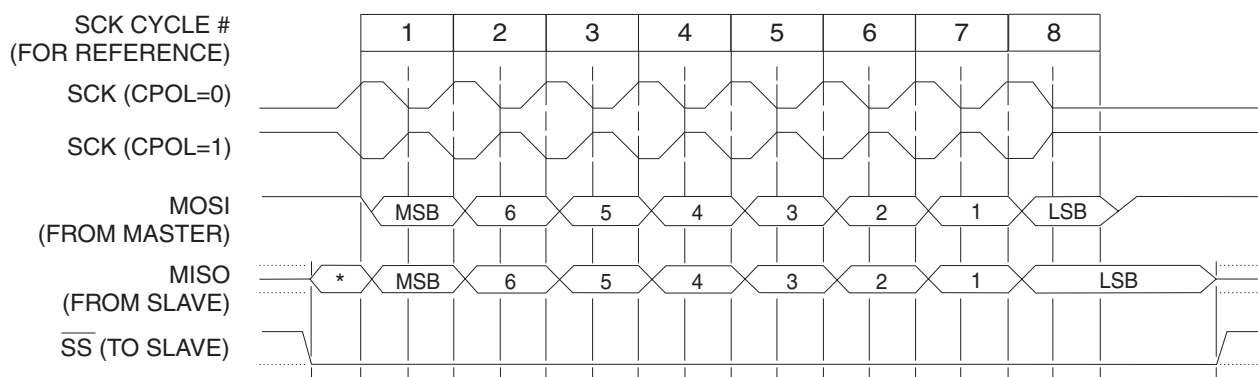 SCK CYCLE #
(FOR REFERENCE)
1 2 3 4 5 6 7 8
SCK (CPOL=0)
SCK (CPOL=1)
MOSI
(FROM MASTER)
MSB 6 5 4 3 2 1 LSB
MISO
(FROM SLAVE)
* MSB 6 5 4 3 2 1 LSB
S̅S̅ (TO SLAVE)